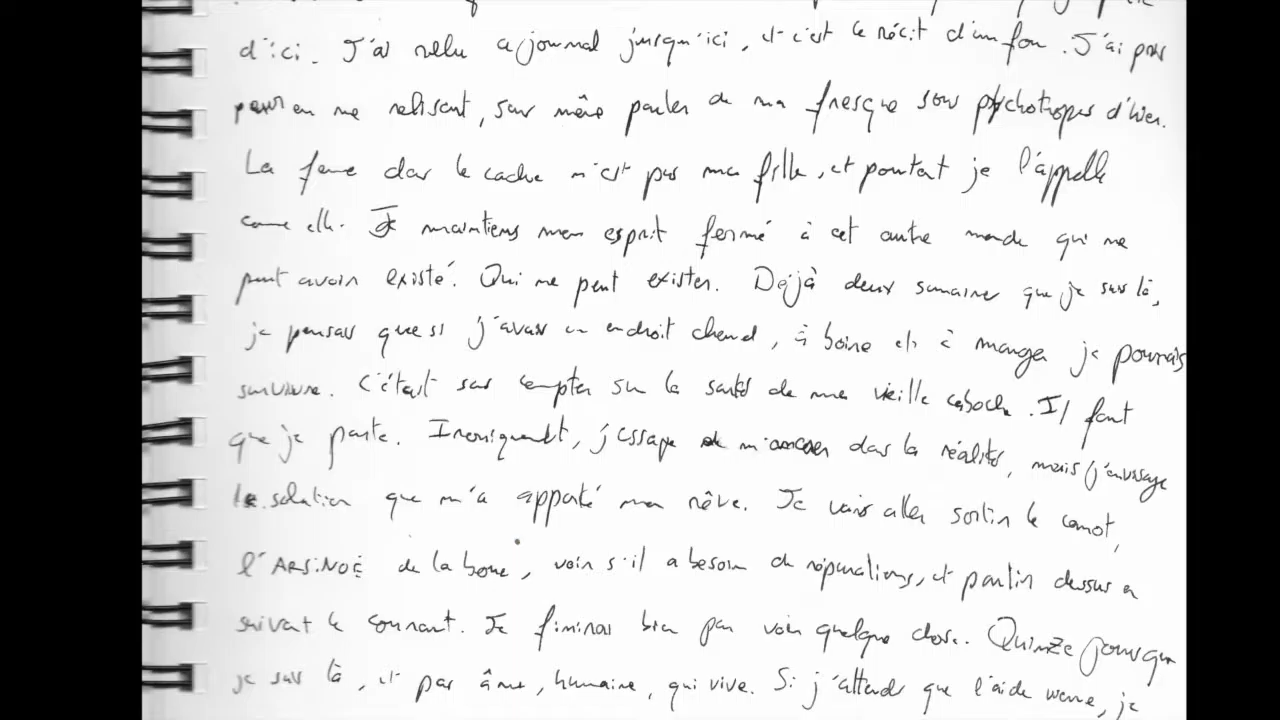 d'ici. J'ai relu ce journal jusqu'ici, et c'est le récit d'un fou. J'ai pris
peur en me relisant, sans même parler de ma fresque sous psychotropes d'hier.
La femme dans le cadre n'est pas ma fille, et pourtant je l'appelle
comme elle. Je maintiens mon esprit fermé à cet autre monde qui ne
peut avoir existé. Qui ne peut exister. Déjà deux semaines que je suis là,
je pensais que si j'avais un endroit chaud, à boire et à manger je pourrais
survivre. C'était sans compter sur la santé de ma vieille caboche. Il faut
que je parte. Ironiquement, j'essaye de m'ancrer dans la réalité, mais j'envisage
la solution que m'a apporté mon rêve. Je vais aller sortir le canot,
l'ARSiNOÉ de la boue, voir s'il a besoin de réparations, et partir dessus en
suivant le courant. Je finirai bien par voir quelque chose. Quinze jours que
je suis là, et pas âme, humaine, qui vive. Si j'attends que l'aide vienne, je